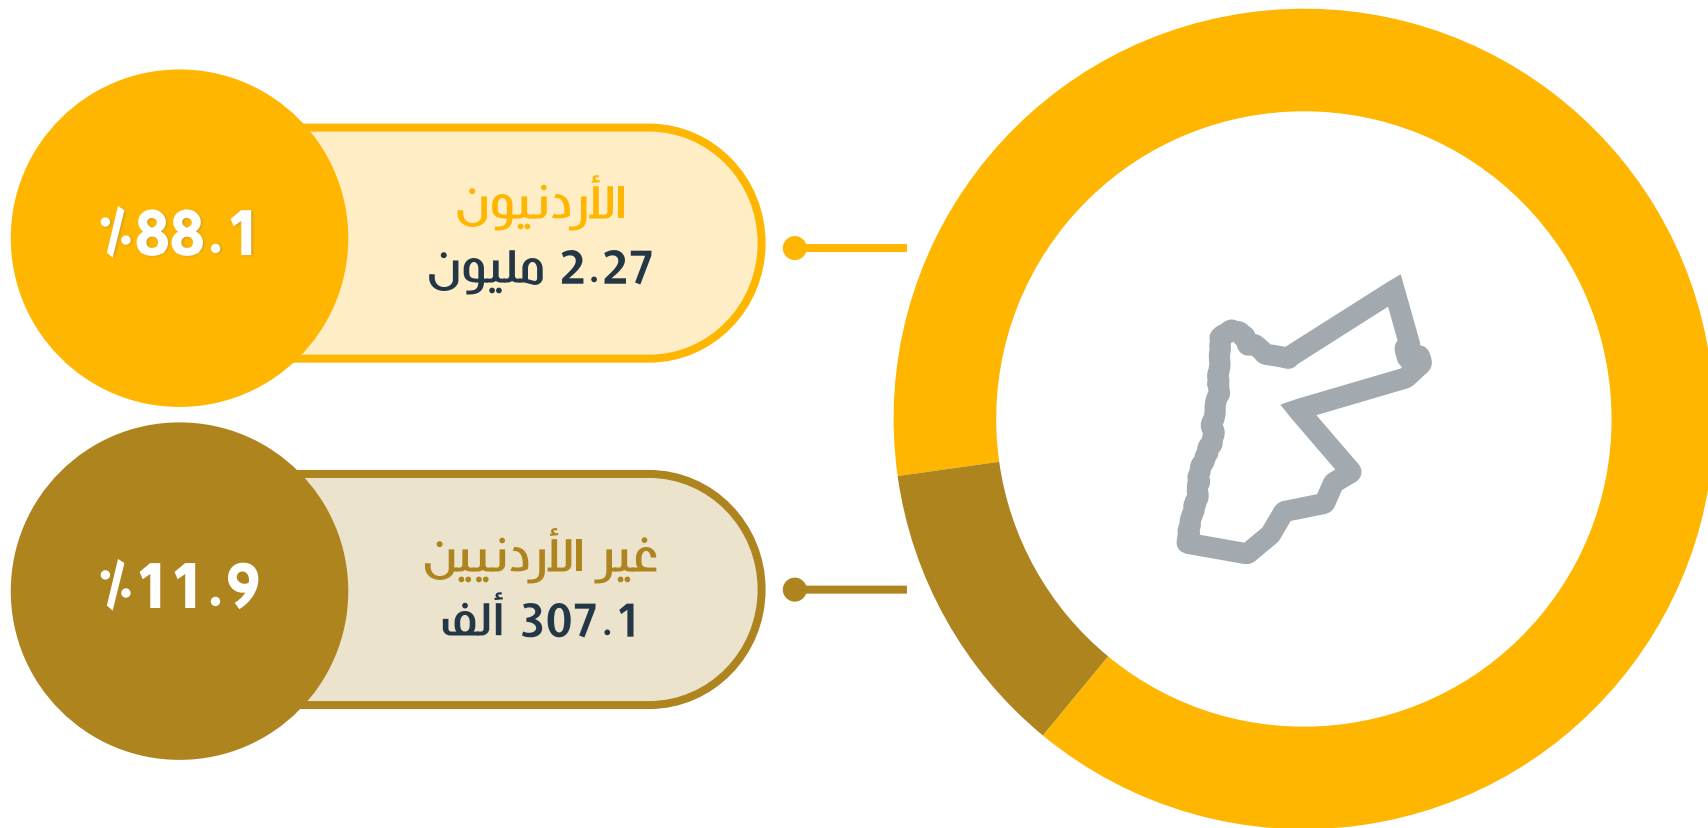 ٪88.1
الأردنيون
2.27 مليون
٪11.9
غير الأردنيين
307.1 ألف